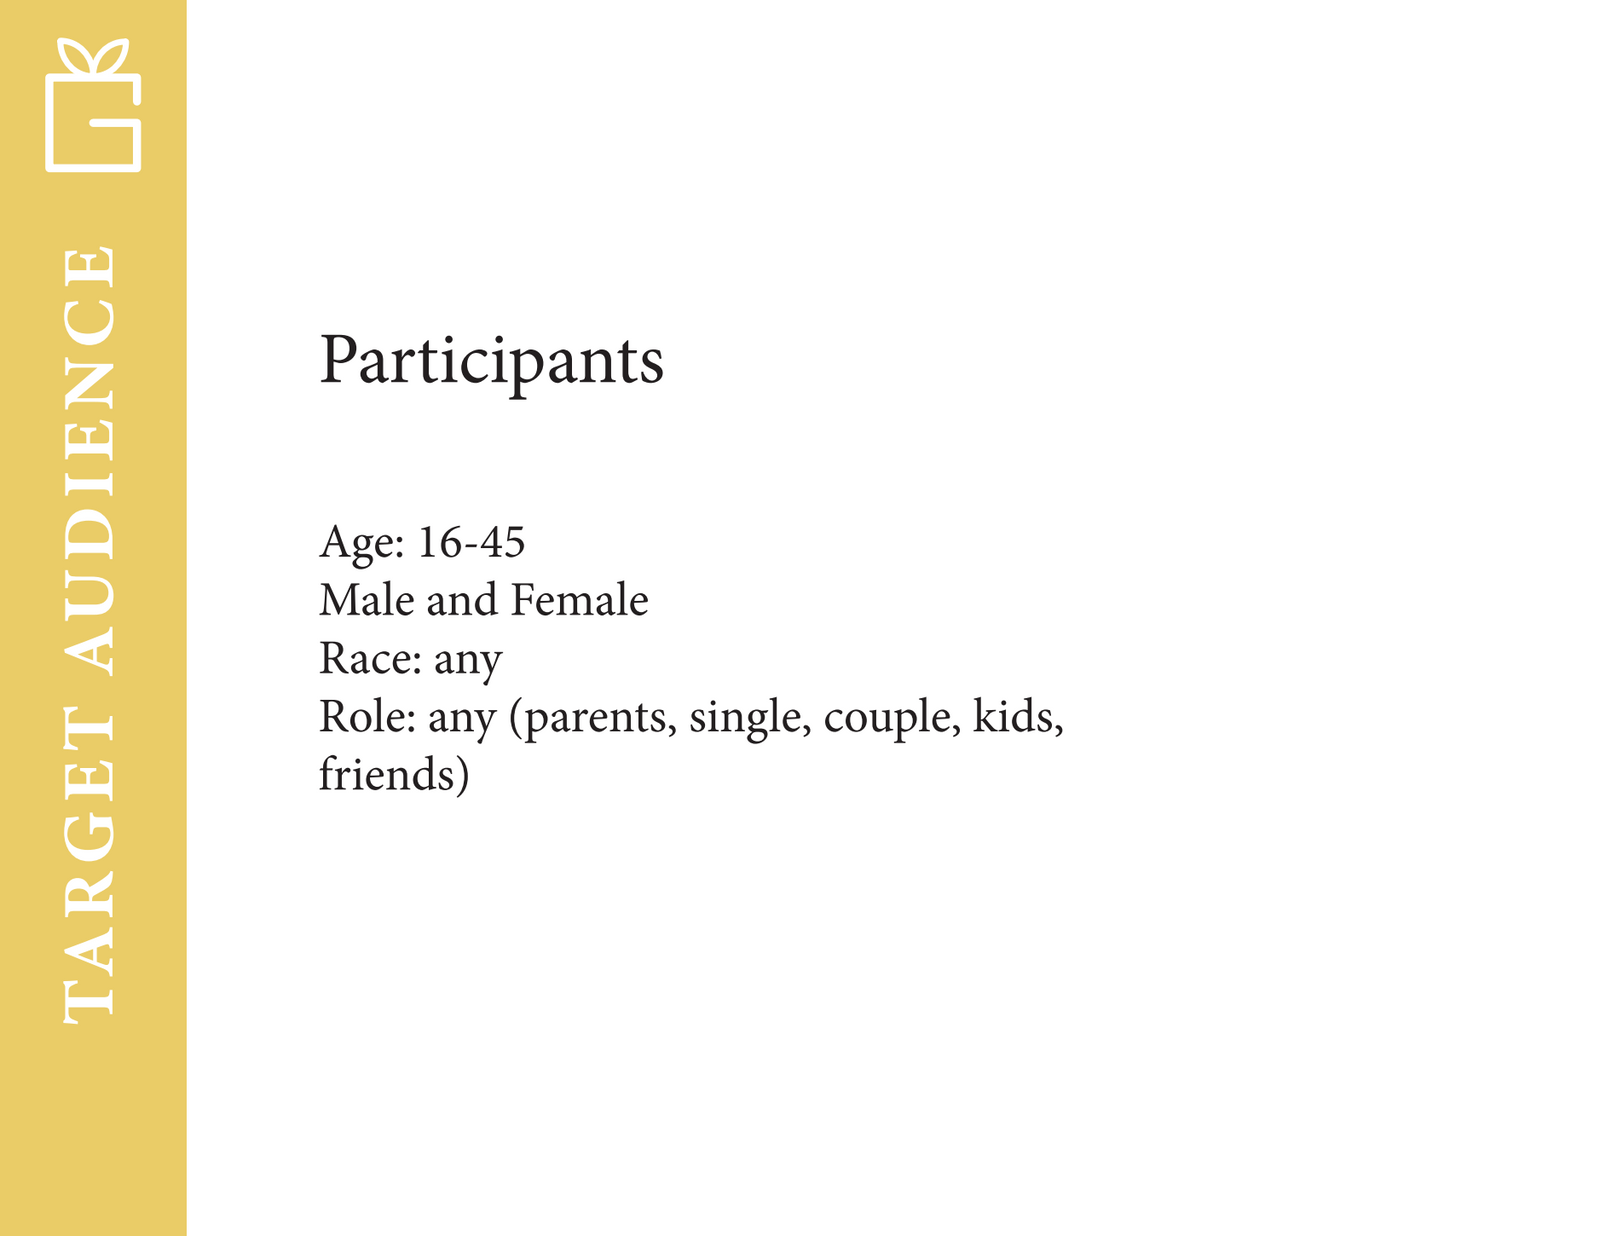 TARGET AUDIENCE
Participants
Age: 16-45
Male and Female
Race: any
Role: any (parents, single, couple, kids,
friends)